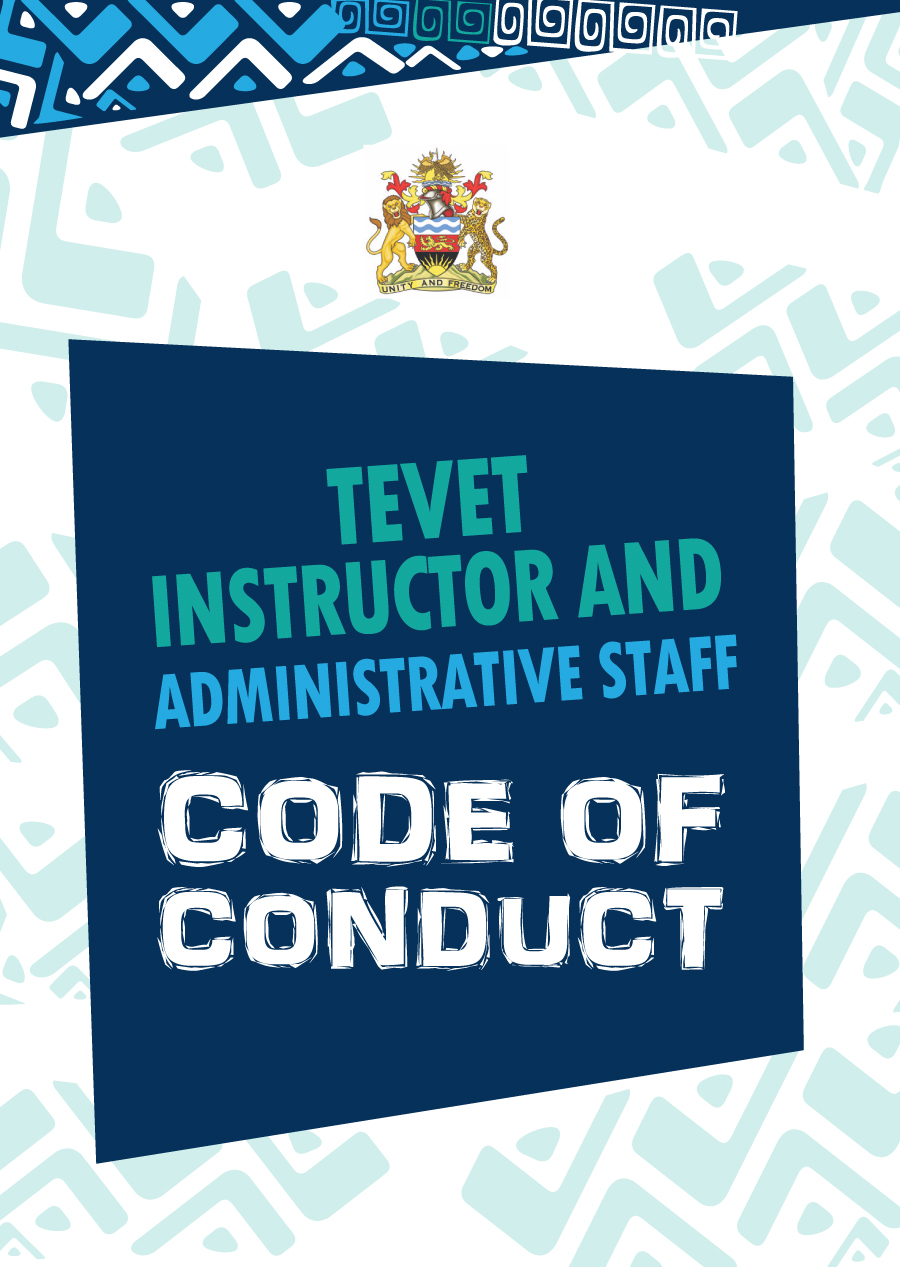 UNITY AND FREEDOM
TEVET
INSTRUCTOR AND
ADMINISTRATIVE STAFF
CODE OF
CONDUCT